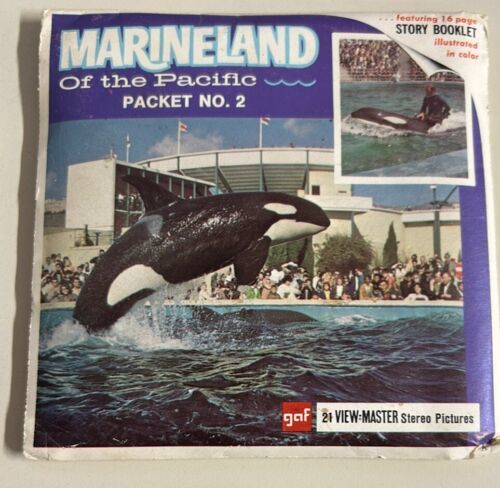 ...featuring 16 page
STORY BOOKLET
illustrated
in color
MARINELAND
Of the Pacific
PACKET NO. 2
gaf
21 VIEW-MASTER Stereo Pictures